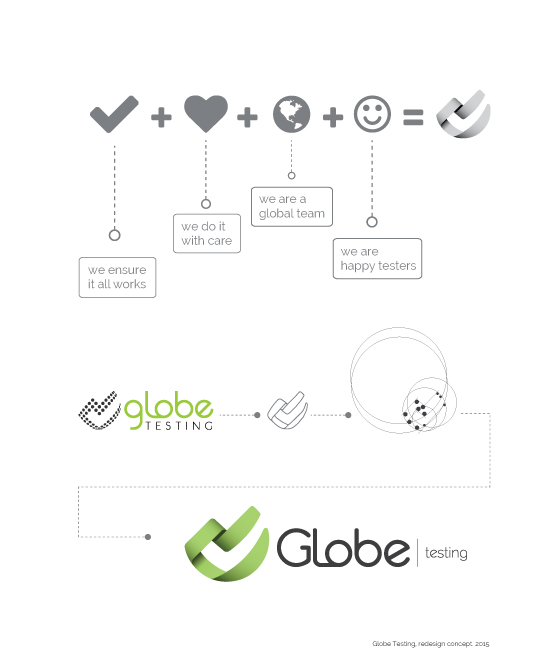 we ensure
it all works
we do it
with care
we are a
global team
we are
happy testers
globe
TESTING
Globe | testing
Globe Testing, redesign concept, 2015